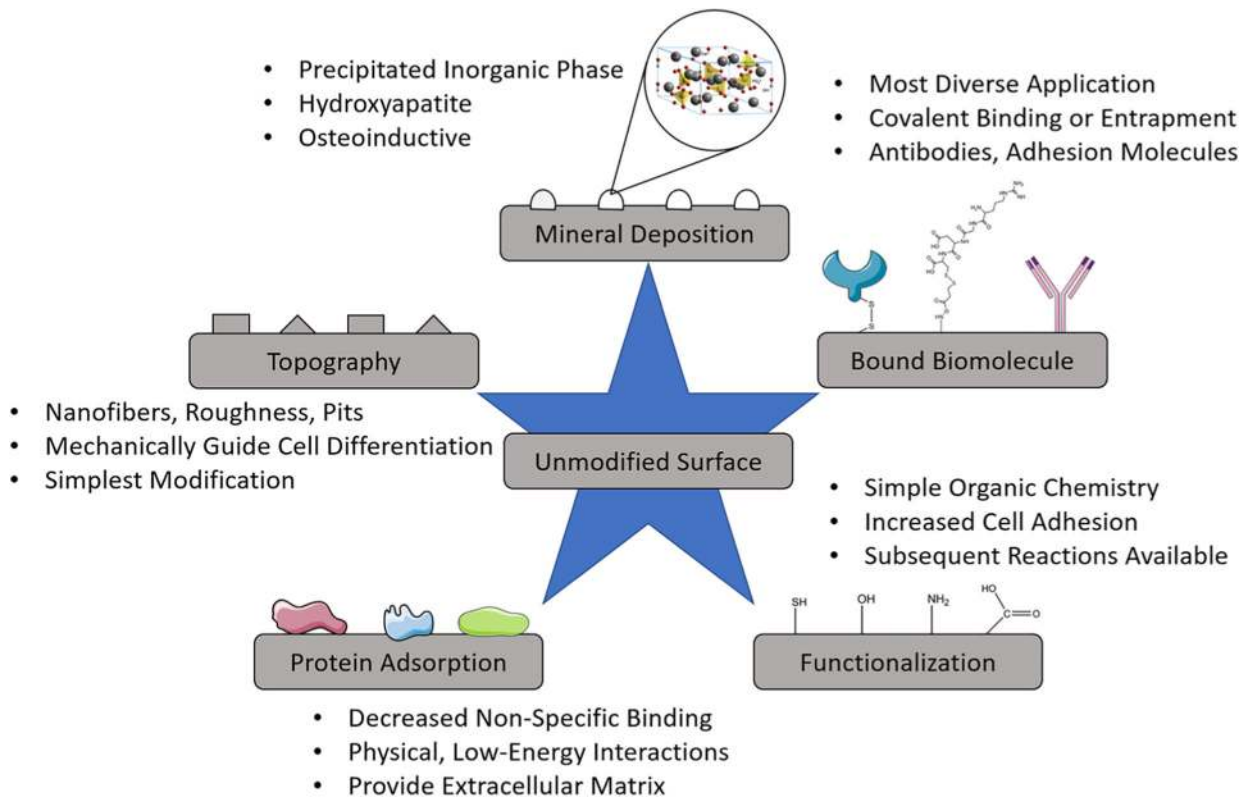 Precipitated Inorganic Phase
Hydroxyapatite
Osteoinductive
Mineral Deposition
Most Diverse Application
Covalent Binding or Entrapment
Antibodies, Adhesion Molecules
S
S
Bound Biomolecule
Topography
Nanofibers, Roughness, Pits
Mechanically Guide Cell Differentiation
Simplest Modification
Unmodified Surface
Simple Organic Chemistry
Increased Cell Adhesion
Subsequent Reactions Available
SH
OH
NH₂
HO
C
O
Functionalization
Protein Adsorption
Decreased Non-Specific Binding
Physical, Low-Energy Interactions
Provide Extracellular Matrix